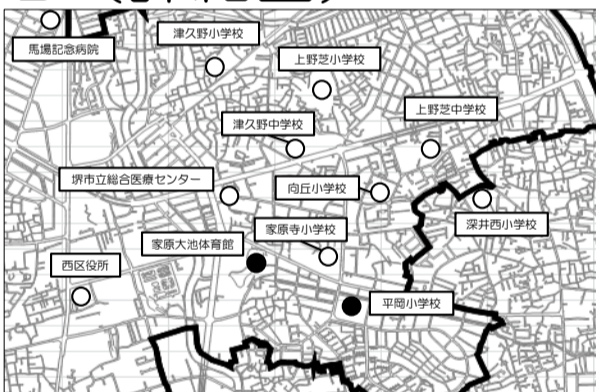 馬場記念病院
津久野小学校
上野芝小学校
上野芝中学校
津久野中学校
堺市立総合医療センター
向丘小学校
深井西小学校
家原寺小学校
家原大池体育館
西区役所
平岡小学校